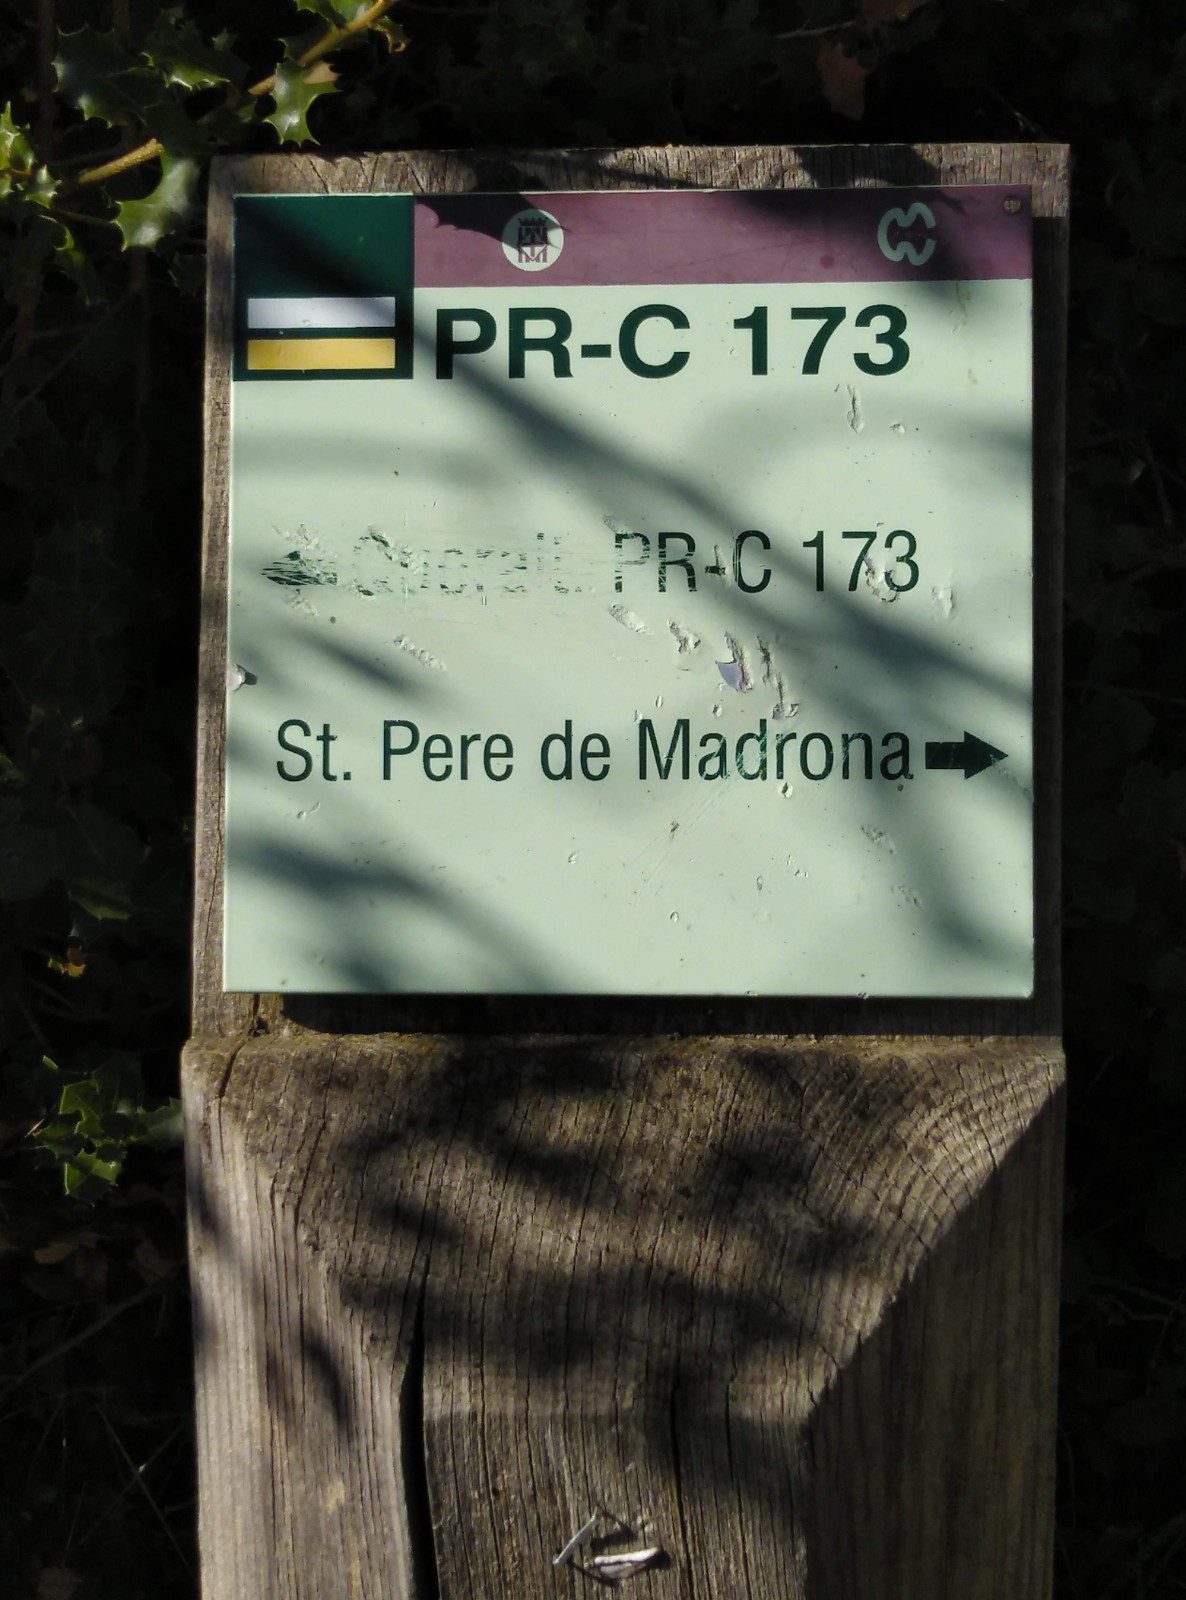 PR-C 173
PR-C 173
St. Pere de Madrona